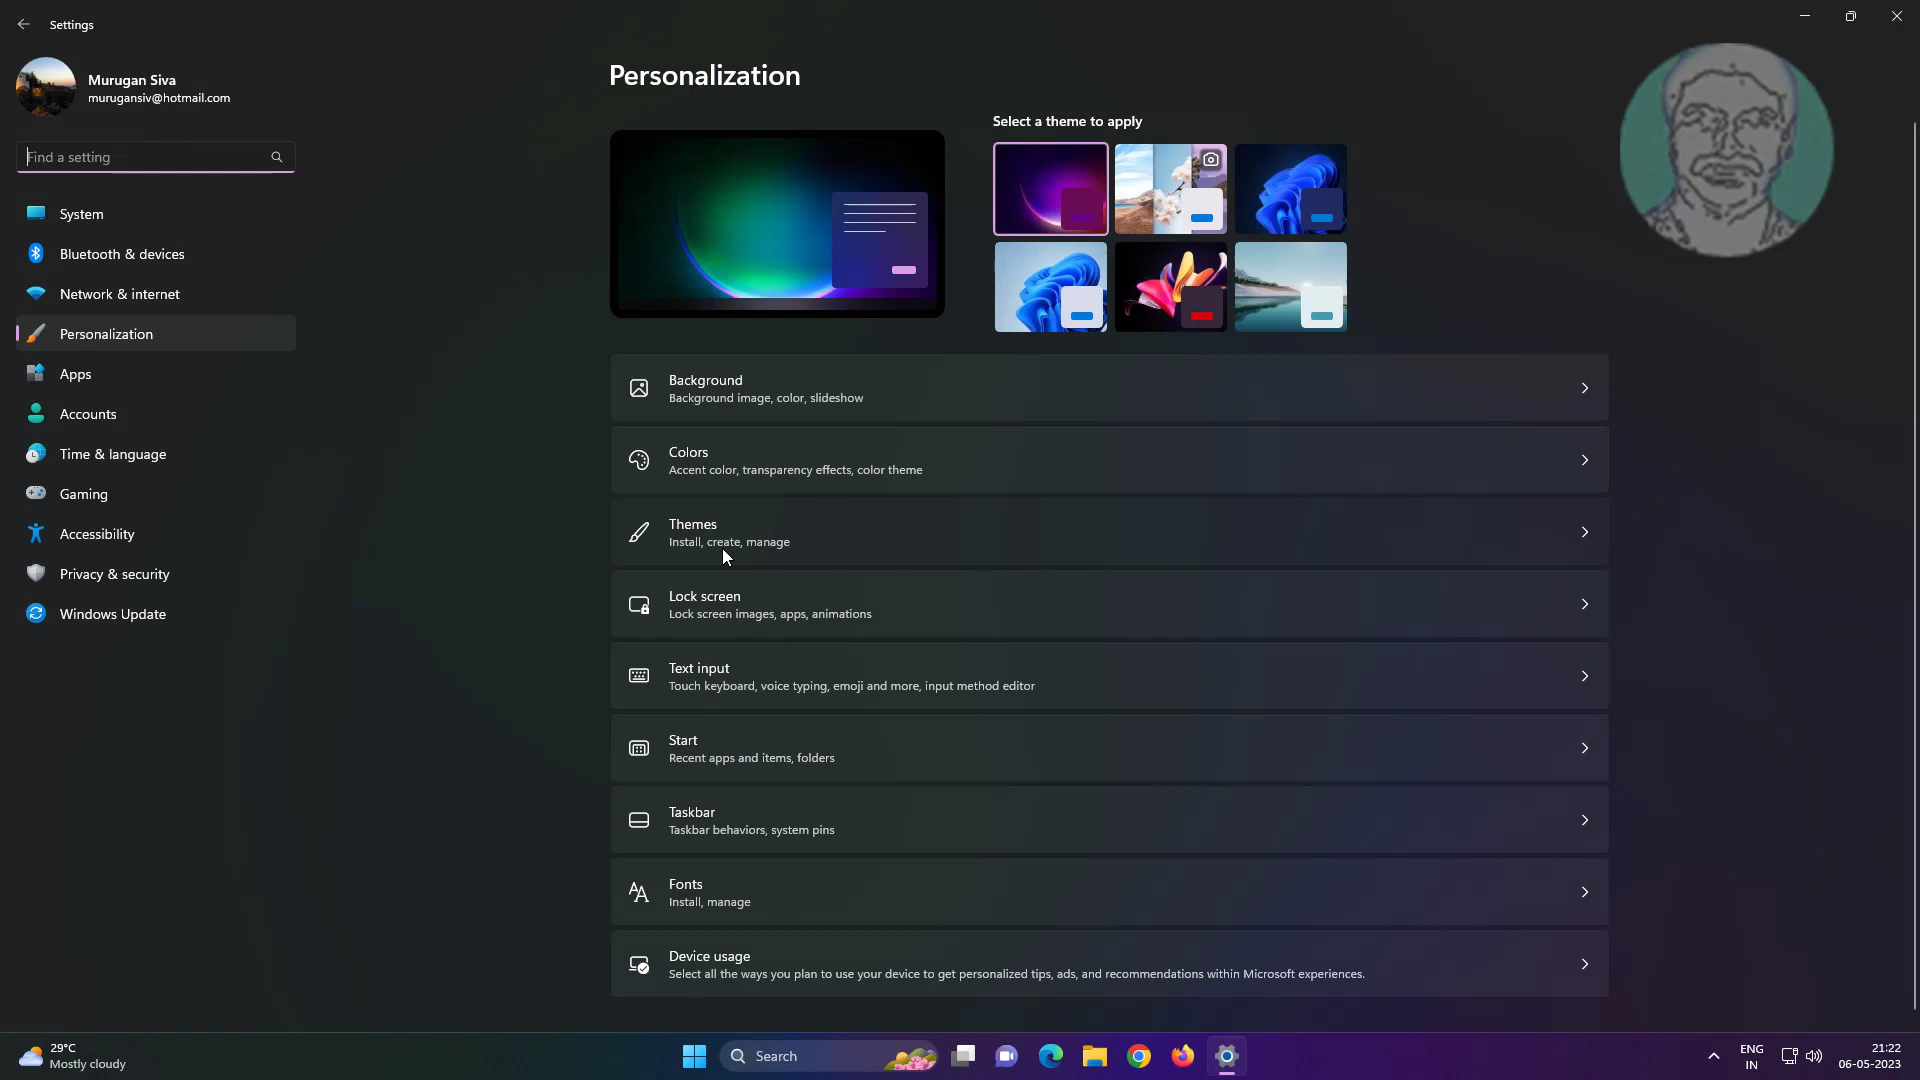 Settings
Murugan Siva
murugansiv@hotmail.com
Find a setting
System
Bluetooth & devices
Network & internet
Personalization
Apps
Accounts
Time & language
Gaming
Accessibility
Privacy & security
Windows Update
Personalization
Select a theme to apply
Background
Background image, color, slideshow
Colors
Accent color, transparency effects, color theme
Themes
Install, create, manage
Lock screen
Lock screen images, apps, animations
Text input
Touch keyboard, voice typing, emoji and more, input method editor
Start
Recent apps and items, folders
Taskbar
Taskbar behaviors, system pins
Fonts
Install, manage
Device usage
Select all the ways you plan to use your device to get personalized tips, ads, and recommendations within Microsoft experiences.
29°C
Mostly cloudy
Search
ENG
IN
21:22
06-05-2023